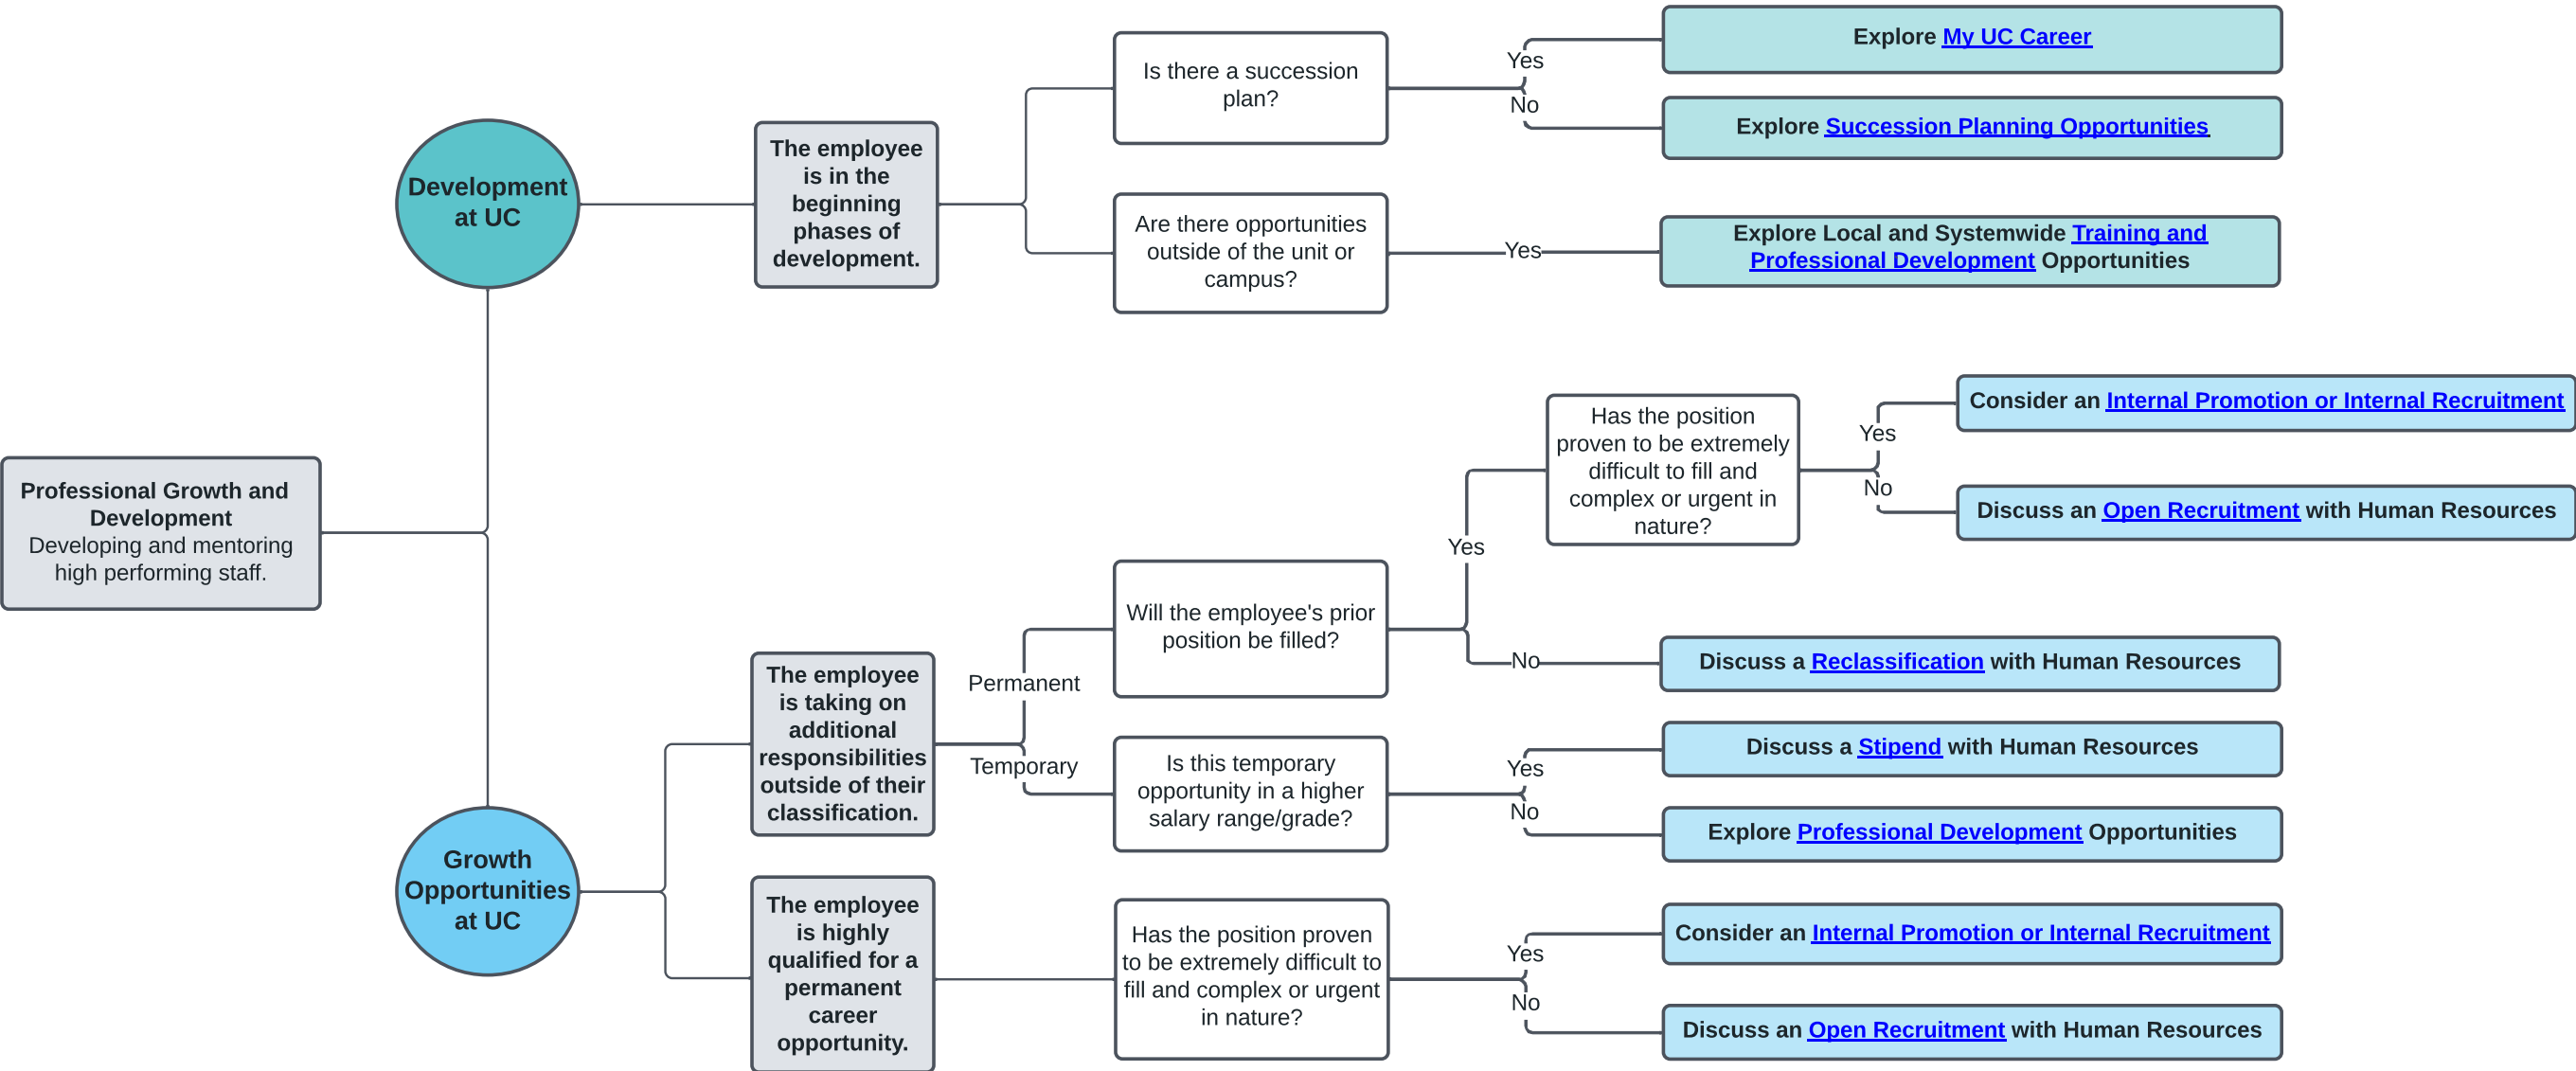 Professional Growth and
Development
Developing and mentoring
high performing staff.
Development
at UC
The employee
is in the
beginning
phases of
development.
Is there a succession
plan?
Yes
Explore My UC Career
No
Explore Succession Planning Opportunities
Are there opportunities
outside of the unit or
campus?
Yes
Explore Local and Systemwide Training and
Professional Development Opportunities
Growth
Opportunities
at UC
The employee
is taking on
additional
responsibilities
outside of their
classification.
Permanent
Will the employee's prior
position be filled?
Yes
Has the position
proven to be extremely
difficult to fill and
complex or urgent in
nature?
Yes
Consider an Internal Promotion or Internal Recruitment
No
Discuss an Open Recruitment with Human Resources
No
Discuss a Reclassification with Human Resources
Temporary
Is this temporary
opportunity in a higher
salary range/grade?
Yes
Discuss a Stipend with Human Resources
No
Explore Professional Development Opportunities
The employee
is highly
qualified for a
permanent
career
opportunity.
Has the position proven
to be extremely difficult to
fill and complex or urgent
in nature?
Yes
Consider an Internal Promotion or Internal Recruitment
No
Discuss an Open Recruitment with Human Resources